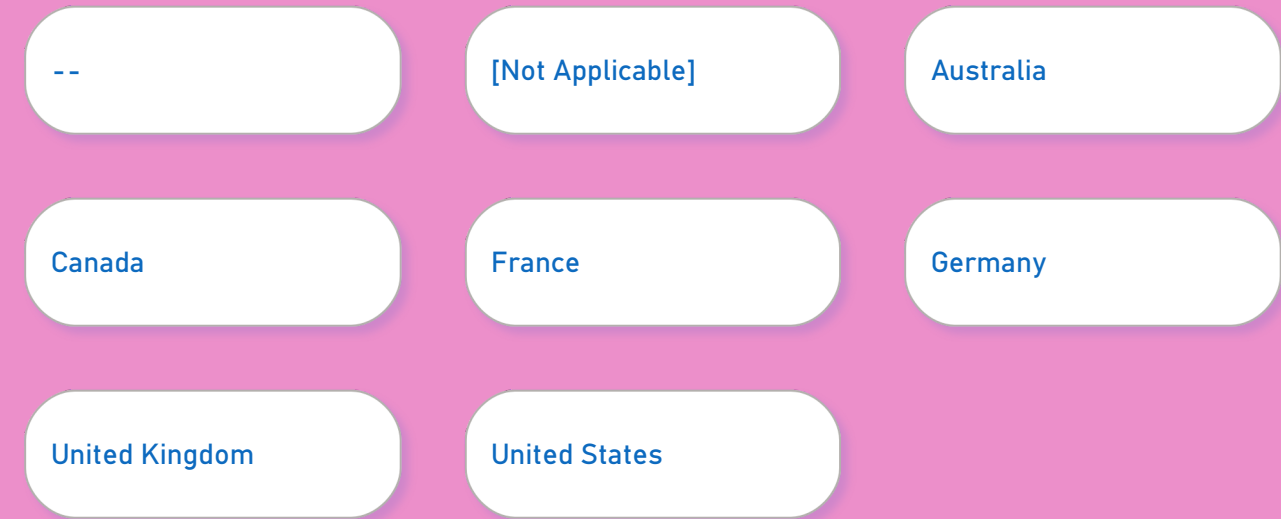 --
[Not Applicable]
Australia
Canada
France
Germany
United Kingdom
United States